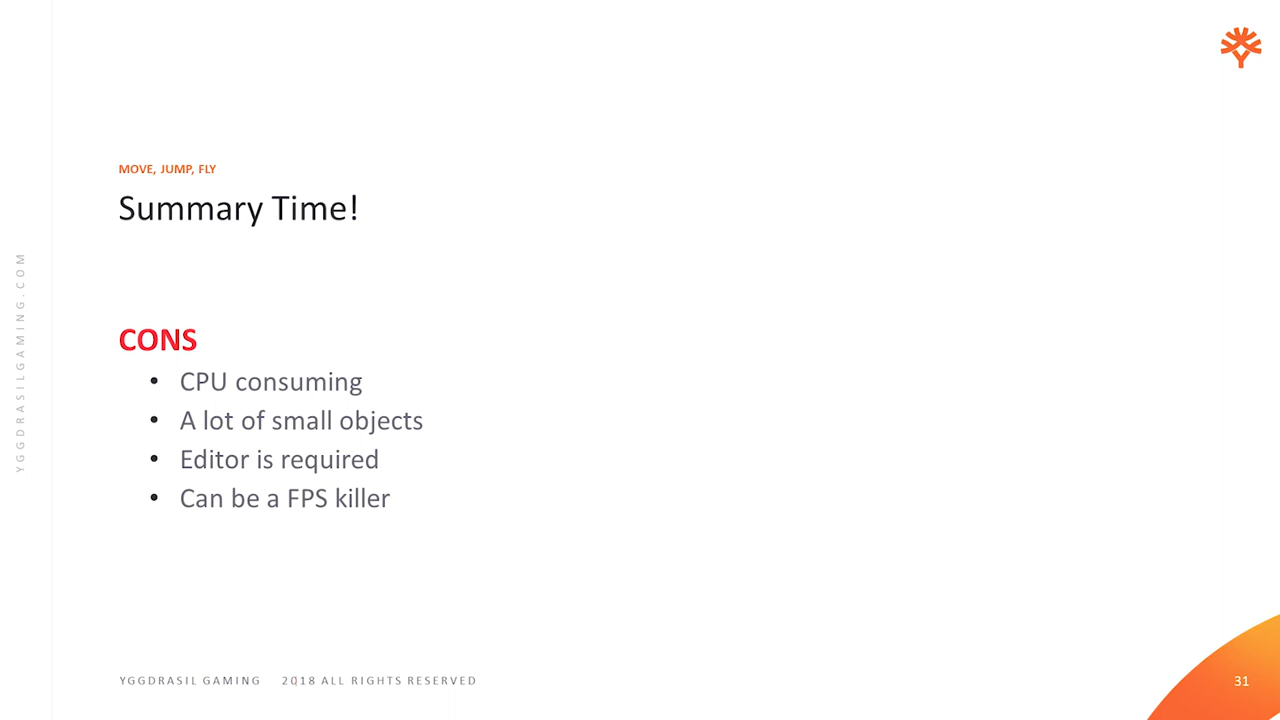 MOVE, JUMP, FLY
Summary Time!
YGGDRASILGAMING.COM
CONS
• CPU consuming
• A lot of small objects
• Editor is required
• Can be a FPS killer
YGGDRASIL GAMING 2018 ALL RIGHTS RESERVED
31